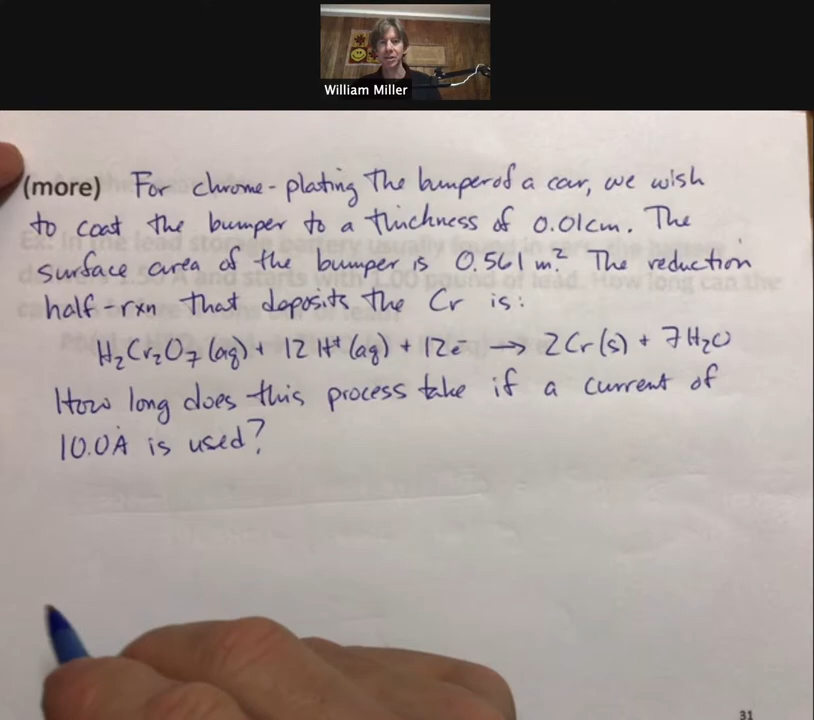 William Miller
(more) For chrome-plating the bumper of a car, we wish
to coat the bumper to a thickness of 0.01cm. The
surface area of the bumper is 0.561 m². The reduction
half-rxn that deposits the Cr is:
H₂Cr₂O₇ (aq) + 12 H⁺ (aq) + 12e⁻ → 2Cr(s) + 7H₂O
How long does this process take if a current of
10.0A is used?
31